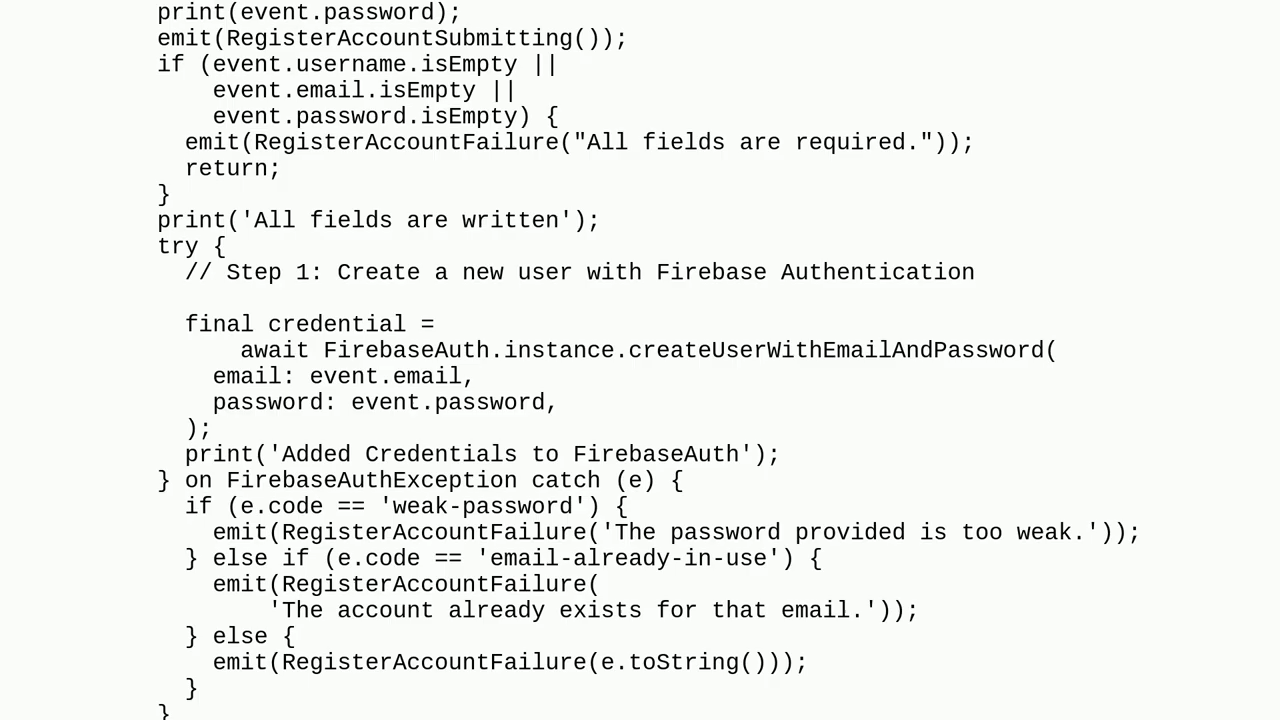 print(event.password);
emit(RegisterAccountSubmitting());
if (event.username.isEmpty ||
    event.email.isEmpty ||
    event.password.isEmpty) {
  emit(RegisterAccountFailure("All fields are required."));
  return;
}
print('All fields are written');
try {
  // Step 1: Create a new user with Firebase Authentication

  final credential =
      await FirebaseAuth.instance.createUserWithEmailAndPassword(
    email: event.email,
    password: event.password,
  );
  print('Added Credentials to FirebaseAuth');
} on FirebaseAuthException catch (e) {
  if (e.code == 'weak-password') {
    emit(RegisterAccountFailure('The password provided is too weak.'));
  } else if (e.code == 'email-already-in-use') {
    emit(RegisterAccountFailure(
        'The account already exists for that email.'));
  } else {
    emit(RegisterAccountFailure(e.toString()));
  }
}